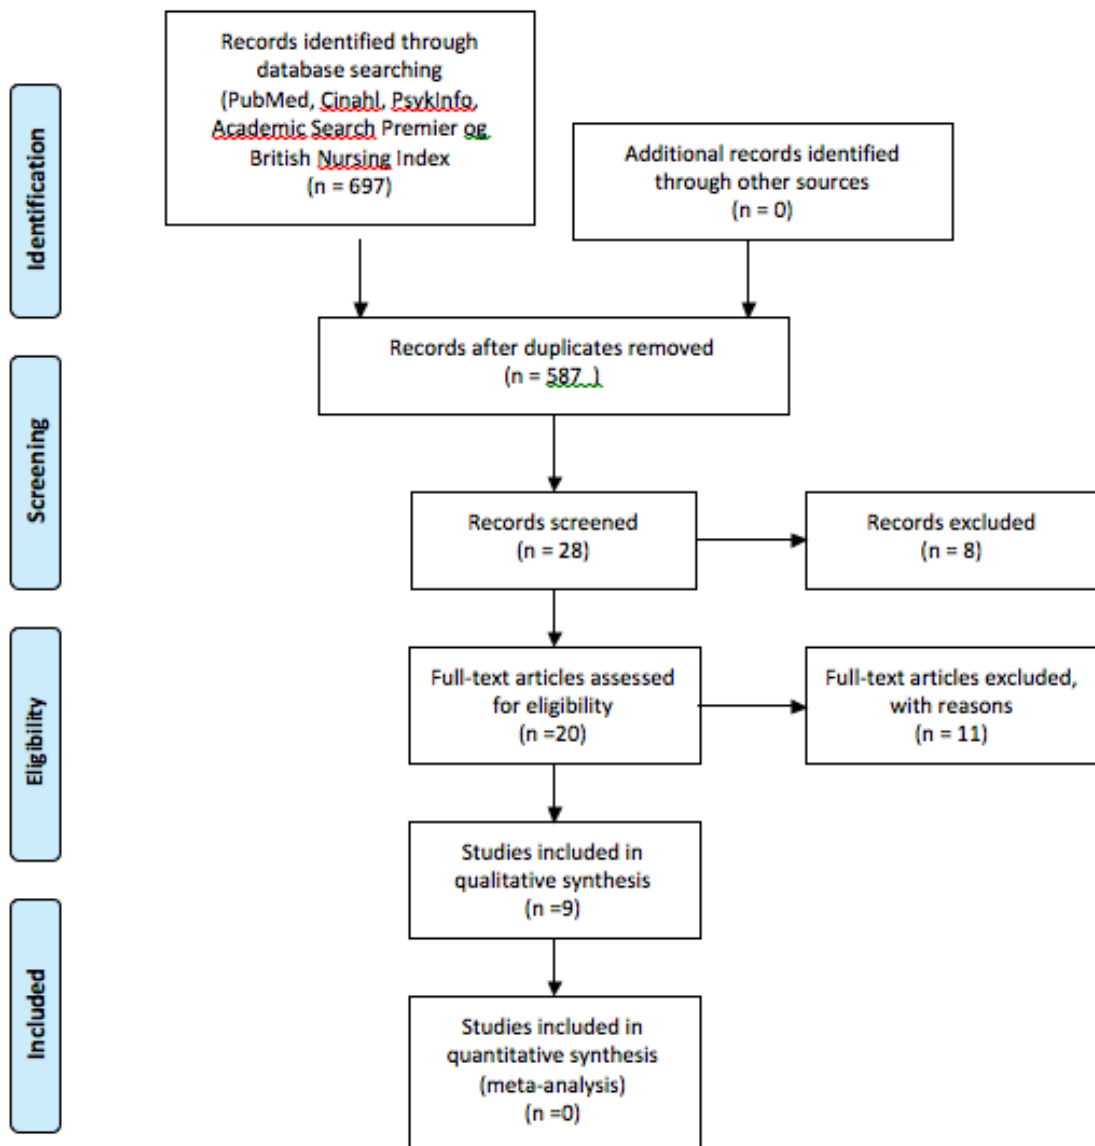 Records identified through
database searching
(PubMed, Cinahl, PsykInfo,
Academic Search Premier og
British Nursing Index
(n = 697)
Additional records identified
through other sources
(n = 0)
Identification
Records after duplicates removed
(n = 587  )
Screening
Records screened
(n = 28)
Records excluded
(n = 8)
Eligibility
Full-text articles assessed
for eligibility
(n =20)
Full-text articles excluded,
with reasons
(n = 11)
Studies included in
qualitative synthesis
(n =9)
Included
Studies included in
quantitative synthesis
(meta-analysis)
(n =0)